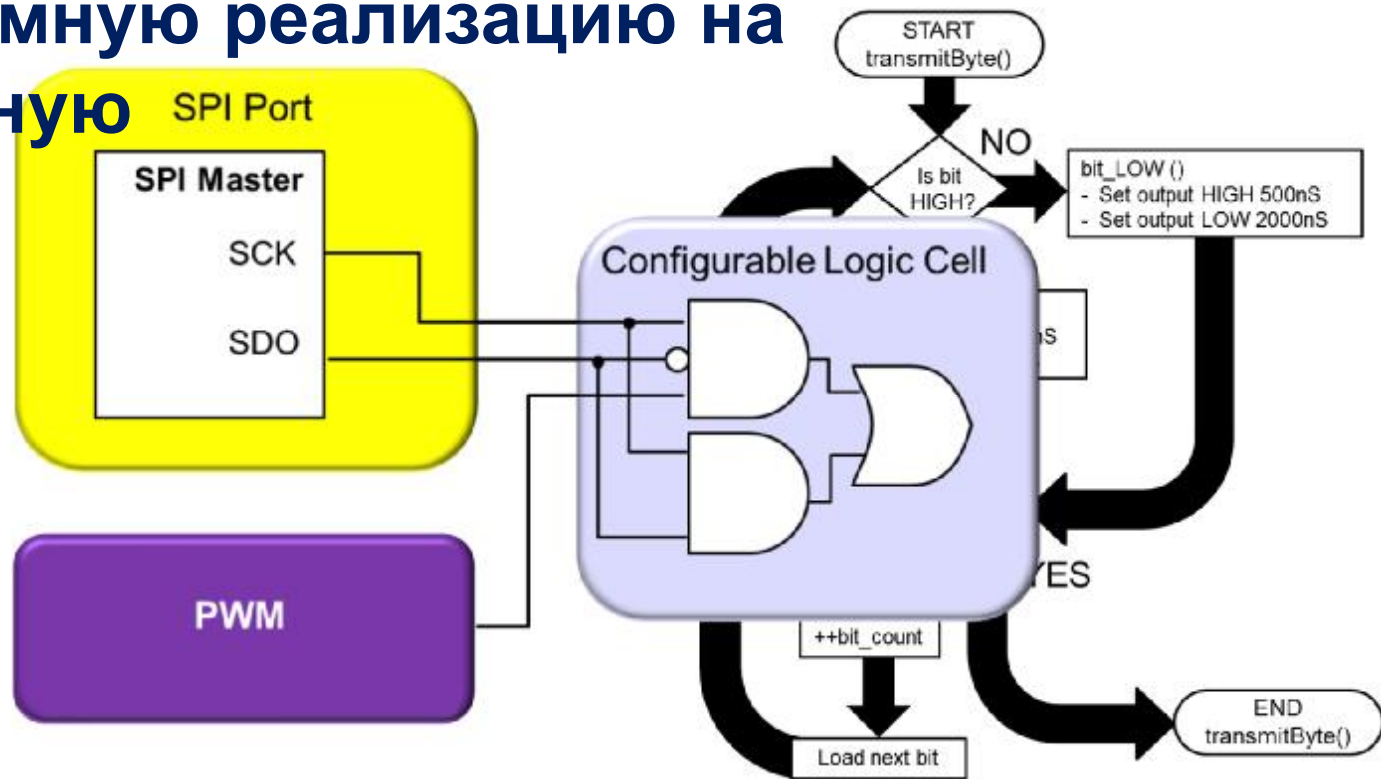 мную реализацию на
ную
SPI Port
SPI Master
SCK
SDO
PWM
Configurable Logic Cell
START
transmitByte()
Is bit
HIGH?
NO
bit_LOW ()
- Set output HIGH 500nS
- Set output LOW 2000nS
nS
YES
++bit_count
Load next bit
END
transmitByte()